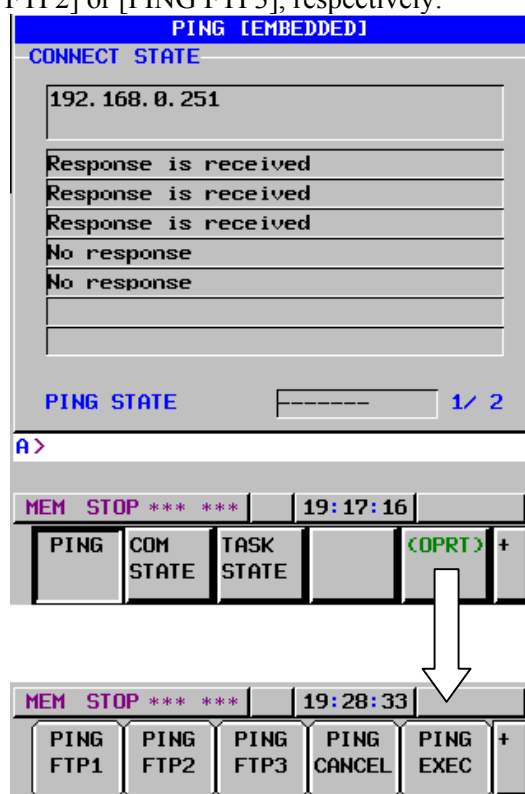 FTP2] or [PING FTP3], respectively.
PING [EMBEDDED]
CONNECT STATE
192.168.0.251
Response is received
Response is received
Response is received
No response
No response
PING STATE -------- 1/ 2
A>
MEM STOP *** *** 19:17:16
PING COM STATE TASK STATE (OPRT) +
MEM STOP *** *** 19:28:33
PING FTP1 PING FTP2 PING FTP3 PING CANCEL PING EXEC +